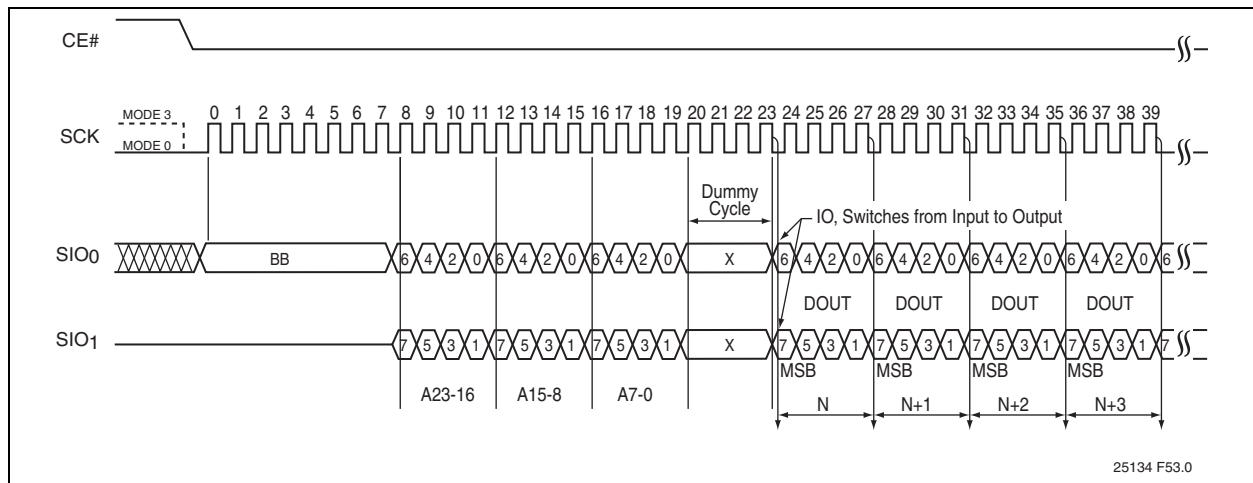 CE#
MODE 3
0 1 2 3 4 5 6 7 8 9 10 11 12 13 14 15 16 17 18 19 20 21 22 23 24 25 26 27 28 29 30 31 32 33 34 35 36 37 38 39
SCK
MODE 0
Dummy
Cycle
IO, Switches from Input to Output
SIO0
BB 6 4 2 0 6 4 2 0 6 4 2 0 X 6 4 2 0 6 4 2 0 6 4 2 0 6 4 2 0 6
DOUT DOUT DOUT DOUT
SIO1
7 5 3 1 7 5 3 1 7 5 3 1 X 7 5 3 1 7 5 3 1 7 5 3 1 7 5 3 1 7
MSB MSB MSB MSB
A23-16 A15-8 A7-0
N N+1 N+2 N+3
25134 F53.0